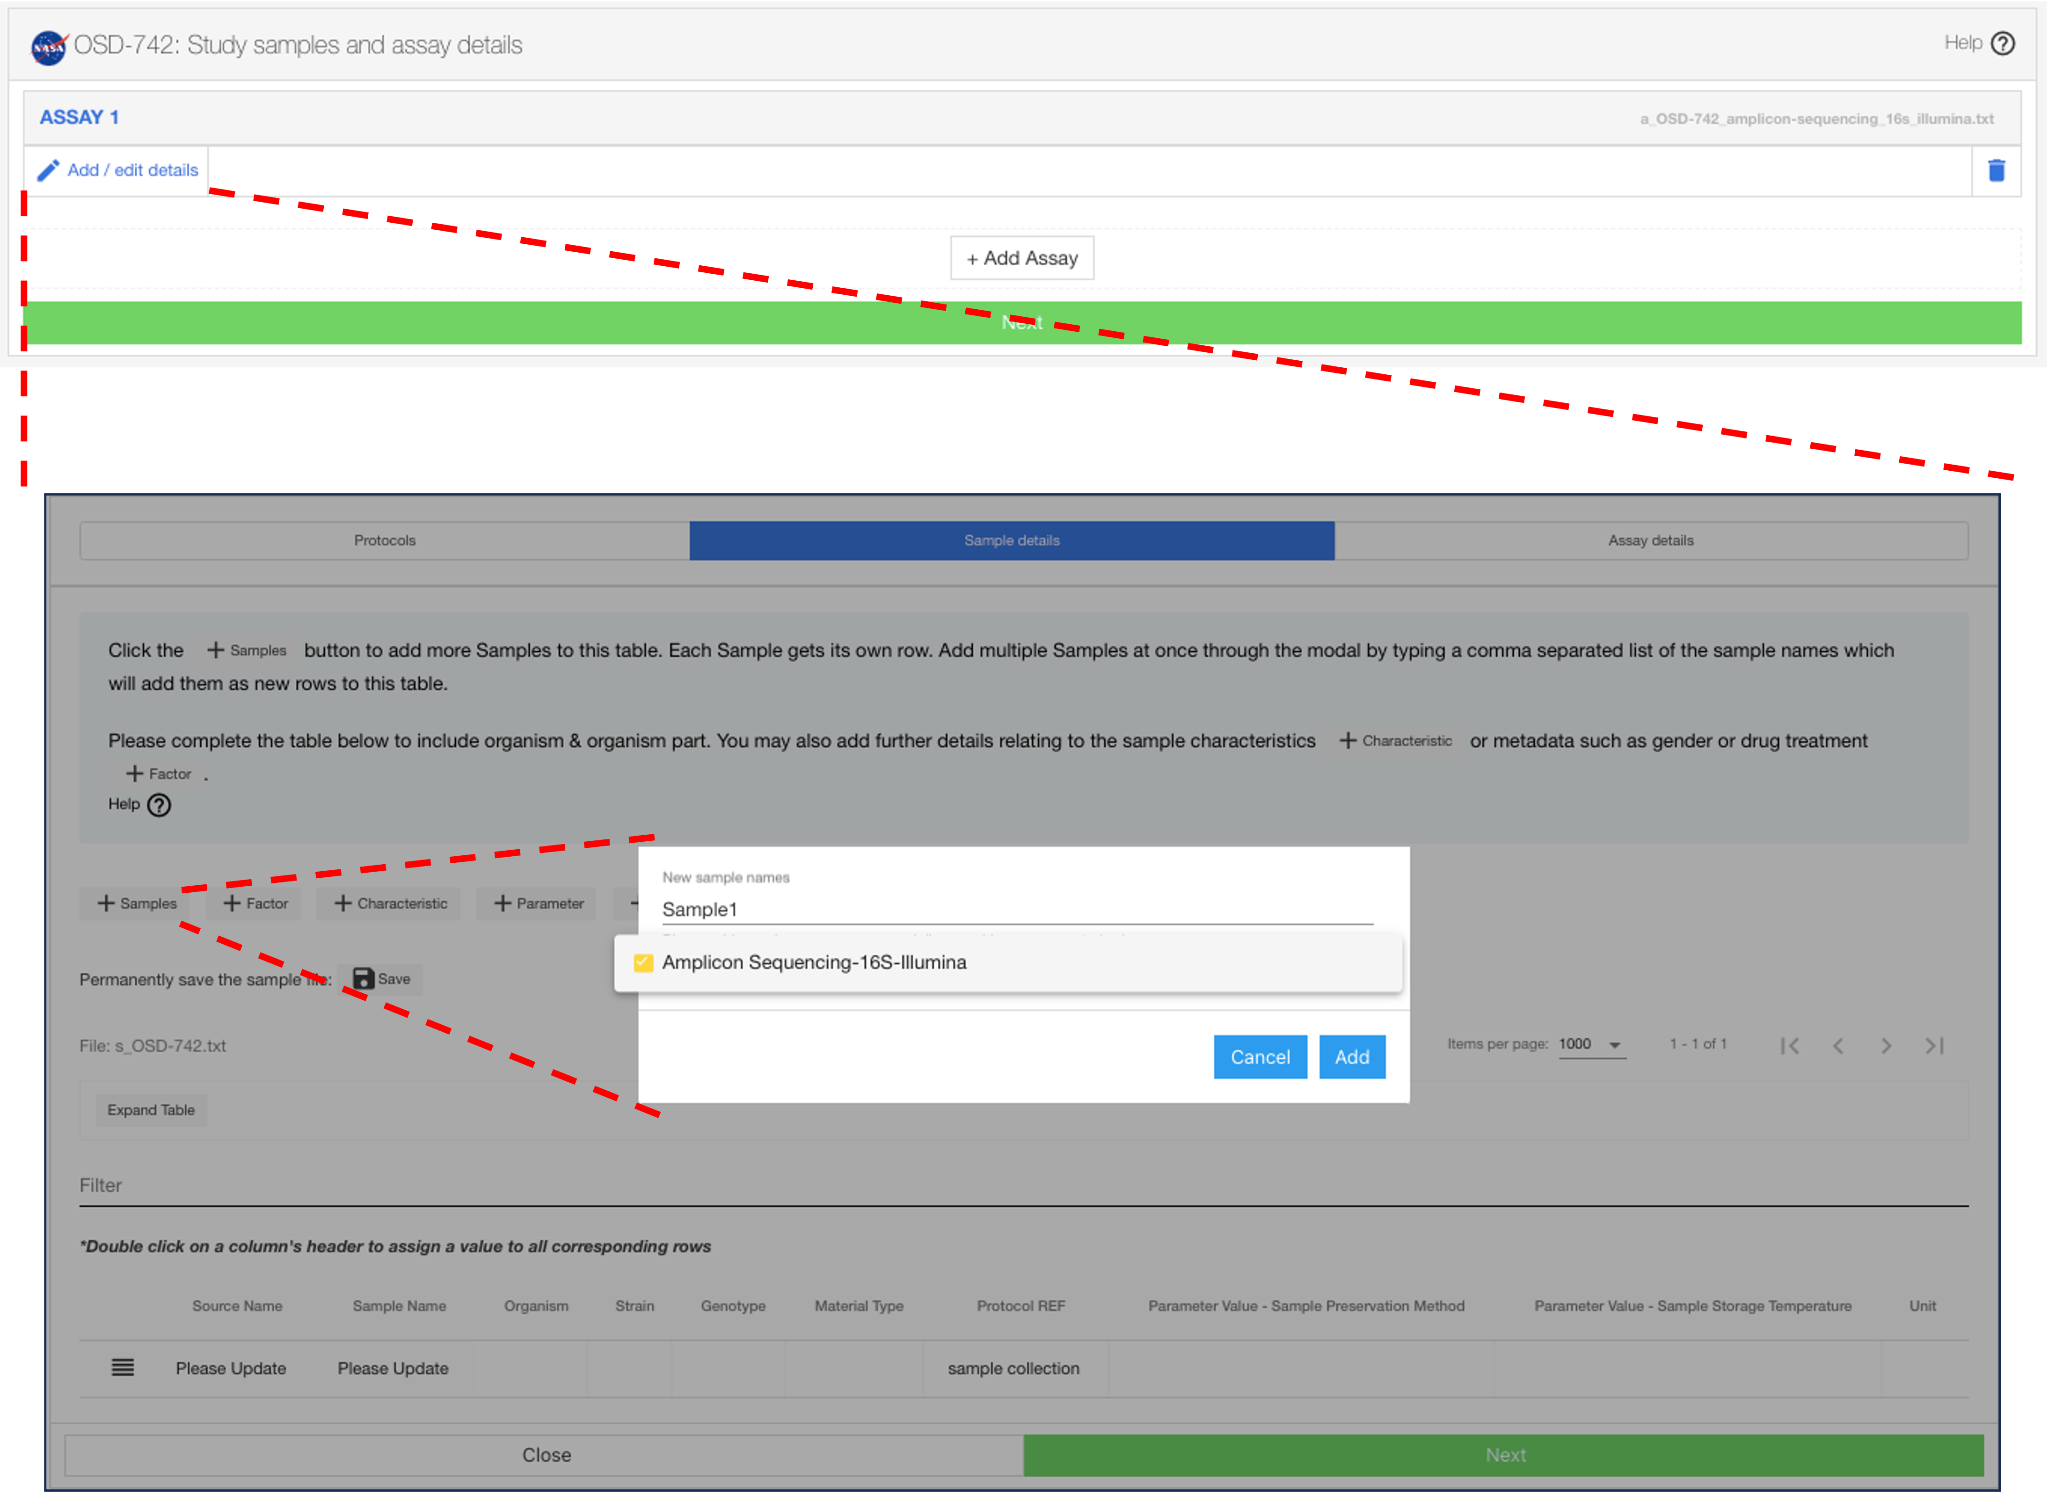 NASA OSD-742: Study samples and assay details Help ?
ASSAY 1 a_OSD-742_amplicon-sequencing_16s_illumina.txt
Add / edit details
+ Add Assay
Next
Protocols Sample details Assay details
Click the + Samples button to add more Samples to this table. Each Sample gets its own row. Add multiple Samples at once through the modal by typing a comma separated list of the sample names which
will add them as new rows to this table.
Please complete the table below to include organism & organism part. You may also add further details relating to the sample characteristics + Characteristic or metadata such as gender or drug treatment
+ Factor .
Help ?
New sample names
+ Samples + Factor + Characteristic + Parameter +
Sample1
Amplicon Sequencing-16S-Illumina
Permanently save the sample file: Save
File: s_OSD-742.txt
Cancel Add
Items per page: 1000 1 - 1 of 1
Expand Table
Filter
*Double click on a column's header to assign a value to all corresponding rows
Source Name Sample Name Organism Strain Genotype Material Type Protocol REF Parameter Value - Sample Preservation Method Parameter Value - Sample Storage Temperature Unit
Please Update Please Update sample collection
Close Next